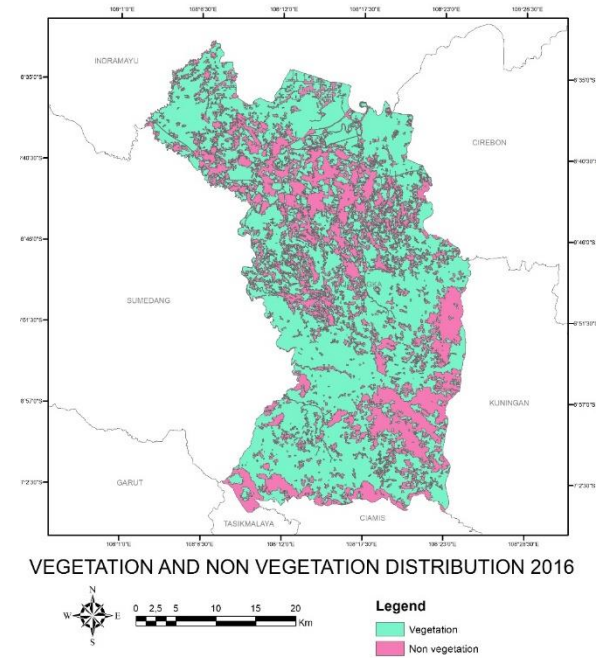 108°1'0"E 108°6'30"E 108°12'0"E 108°17'30"E 108°23'0"E 108°28'30"E
INDRAMAYU
6°35'0"S 6°35'0"S
CIREBON
6°40'30"S 6°40'30"S
6°46'0"S 6°46'0"S
SUMEDANG
6°51'30"S 6°51'30"S
6°57'0"S 6°57'0"S
KUNINGAN
7°2'30"S 7°2'30"S
GARUT
TASIKMALAYA
CIAMIS
108°1'0"E 108°6'30"E 108°12'0"E 108°17'30"E 108°23'0"E 108°28'30"E
VEGETATION AND NON VEGETATION DISTRIBUTION 2016
N
W E
S
0 2,5 5 10 15 20
Km
Legend
Vegetation
Non vegetation